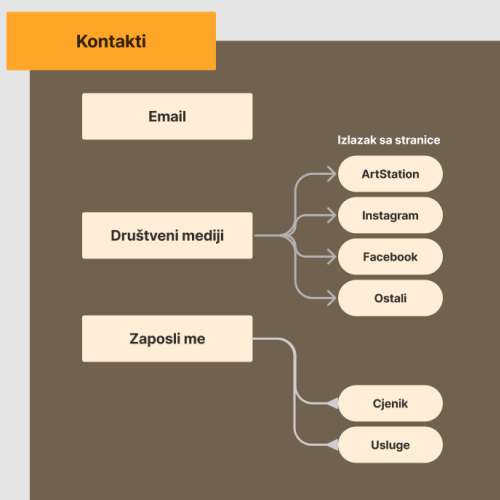 Kontakti
Email
Izlazak sa stranice
ArtStation
Instagram
Društveni mediji
Facebook
Ostali
Zaposli me
Cjenik
Usluge